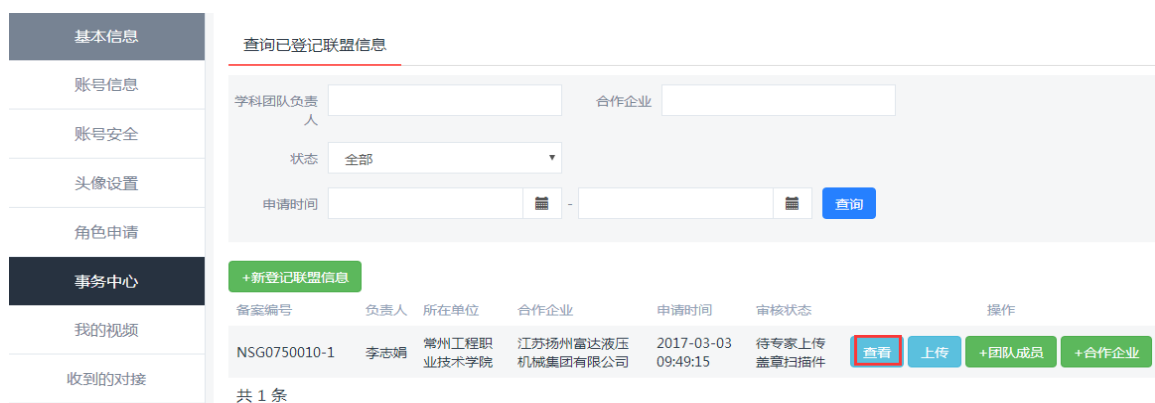 基本信息
账号信息
账号安全
头像设置
角色申请
事务中心
我的视频
收到的对接
查询已登记联盟信息
学科团队负责
人
合作企业
状态
全部
申请时间
-
查询
+新登记联盟信息
备案编号 负责人 所在单位 合作企业 申请时间 审核状态 操作
NSG0750010-1 李志娟 常州工程职 江苏扬州富达液压 2017-03-03 待专家上传 查看 上传 +团队成员 +合作企业
业技术学院 机械集团有限公司 09:49:15 盖章扫描件
共 1 条